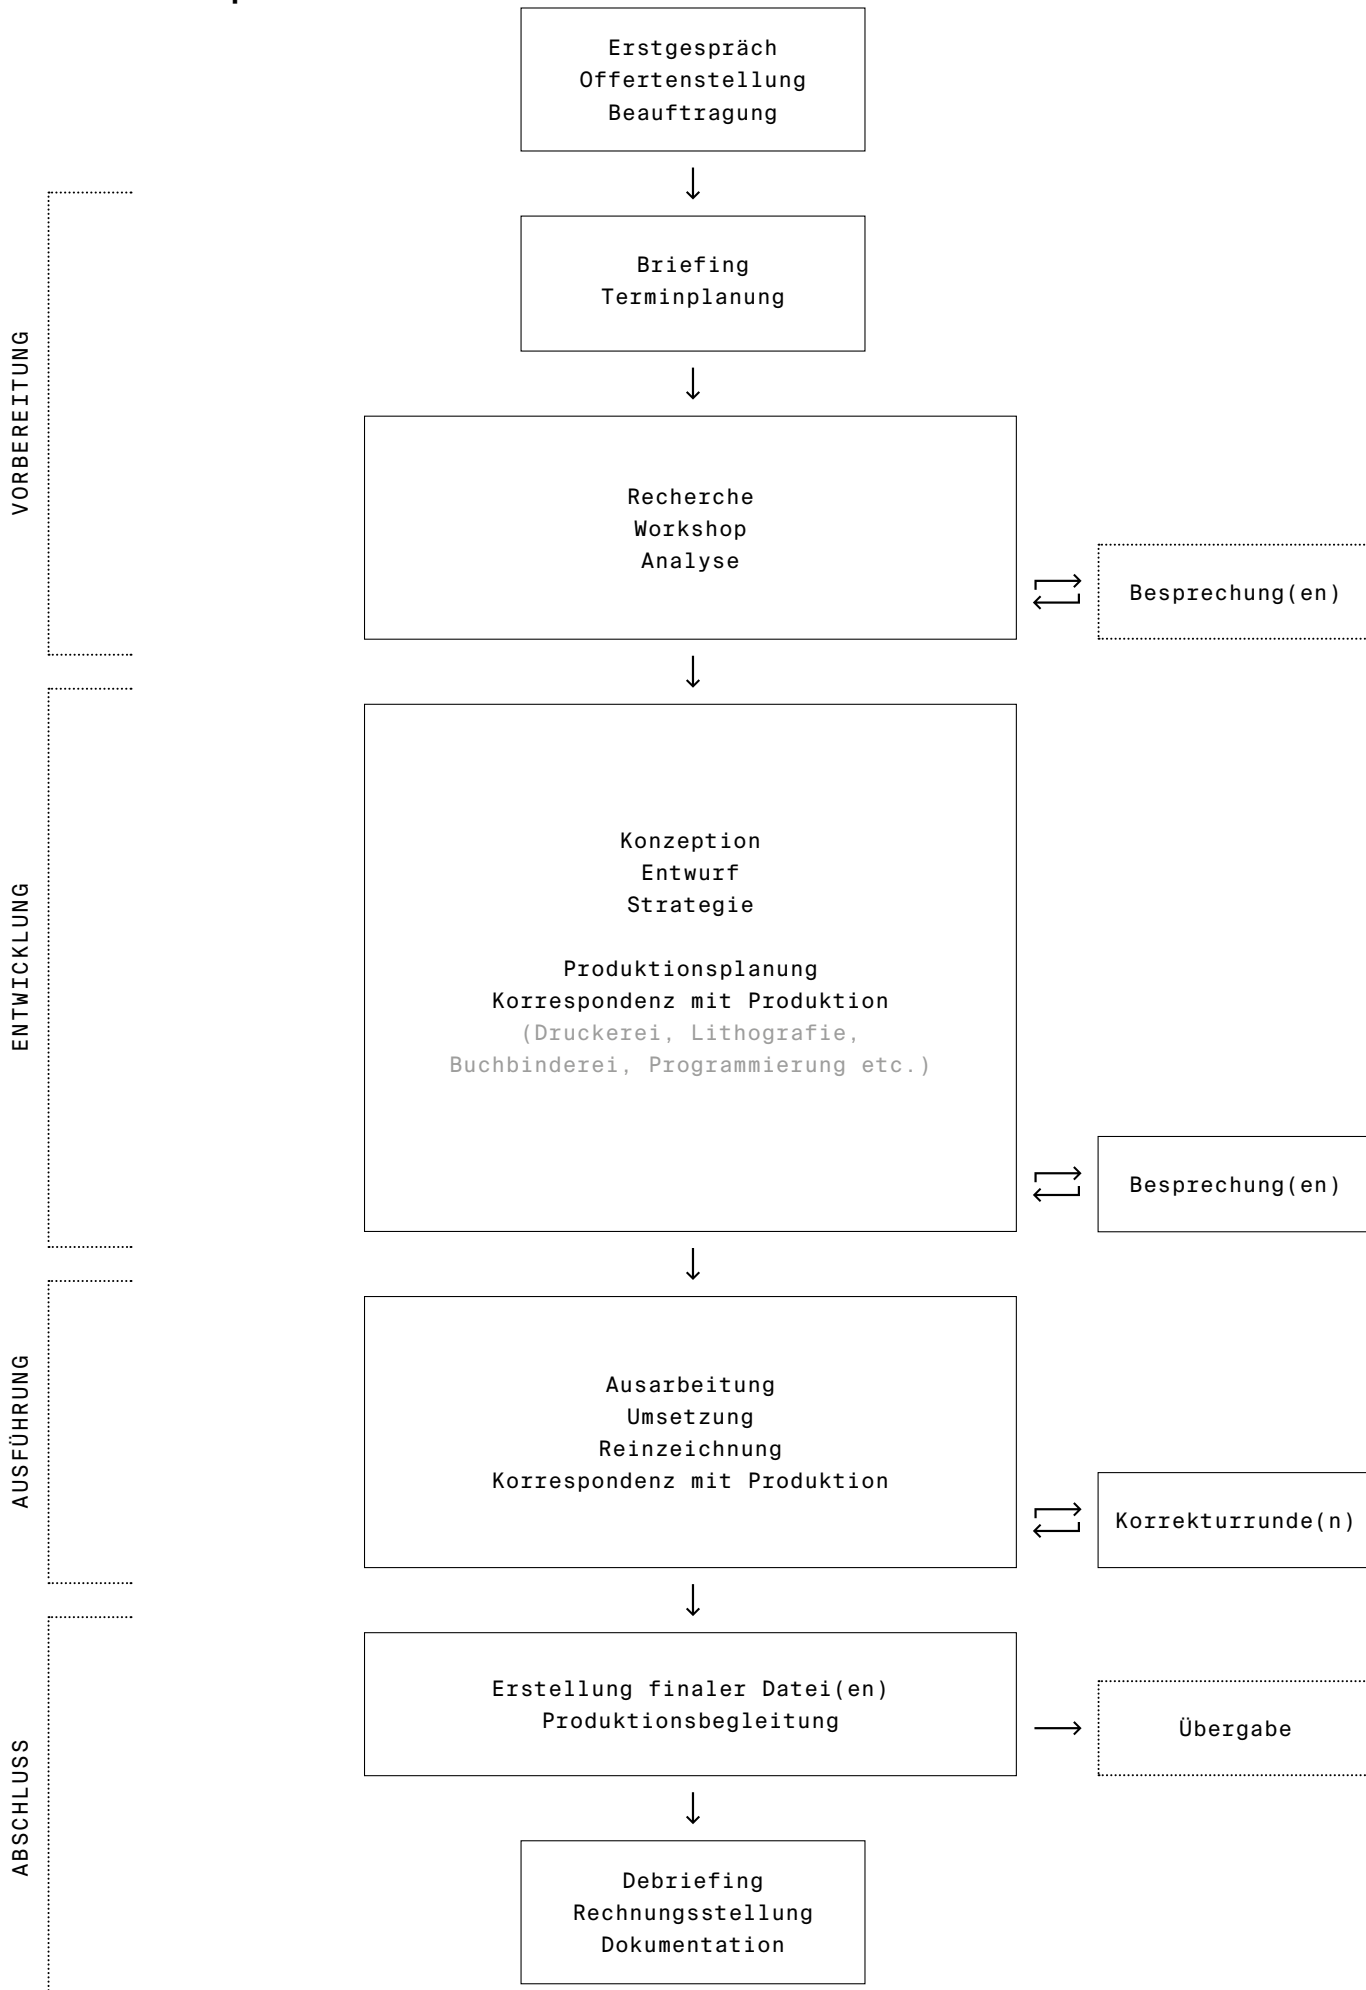 Erstgespräch
Offertenstellung
Beauftragung
VORBEREITUNG
Briefing
Terminplanung
Recherche
Workshop
Analyse
Besprechung(en)
ENTWICKLUNG
Konzeption
Entwurf
Strategie
Produktionsplanung
Korrespondenz mit Produktion
(Druckerei, Lithografie,
Buchbinderei, Programmierung etc.)
Besprechung(en)
AUSFÜHRUNG
Ausarbeitung
Umsetzung
Reinzeichnung
Korrespondenz mit Produktion
Korrekturrunde(n)
ABSCHLUSS
Erstellung finaler Datei(en)
Produktionsbegleitung
Übergabe
Debriefing
Rechnungsstellung
Dokumentation